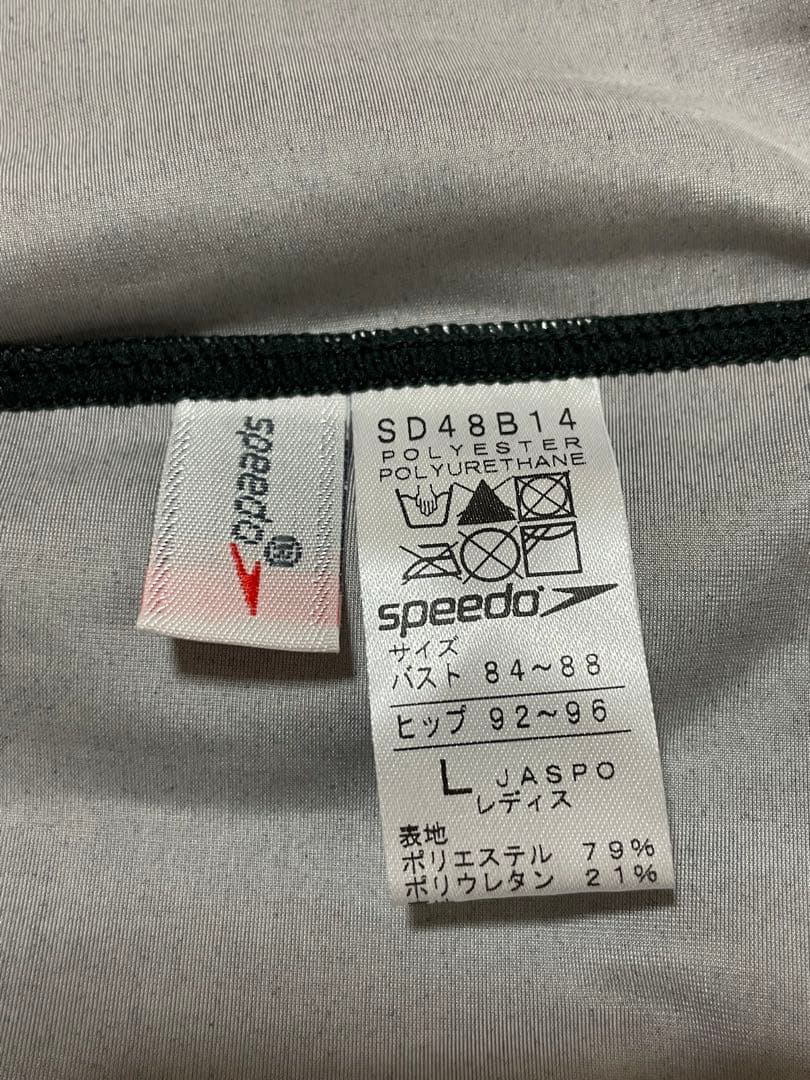 speedo®
SD48B14
POLYESTER
POLYURETHANE
speedo
サイズ
バスト 84～88
ヒップ 92～96
L JASPO
レディス
表地
ポリエステル 79%
ポリウレタン 21%